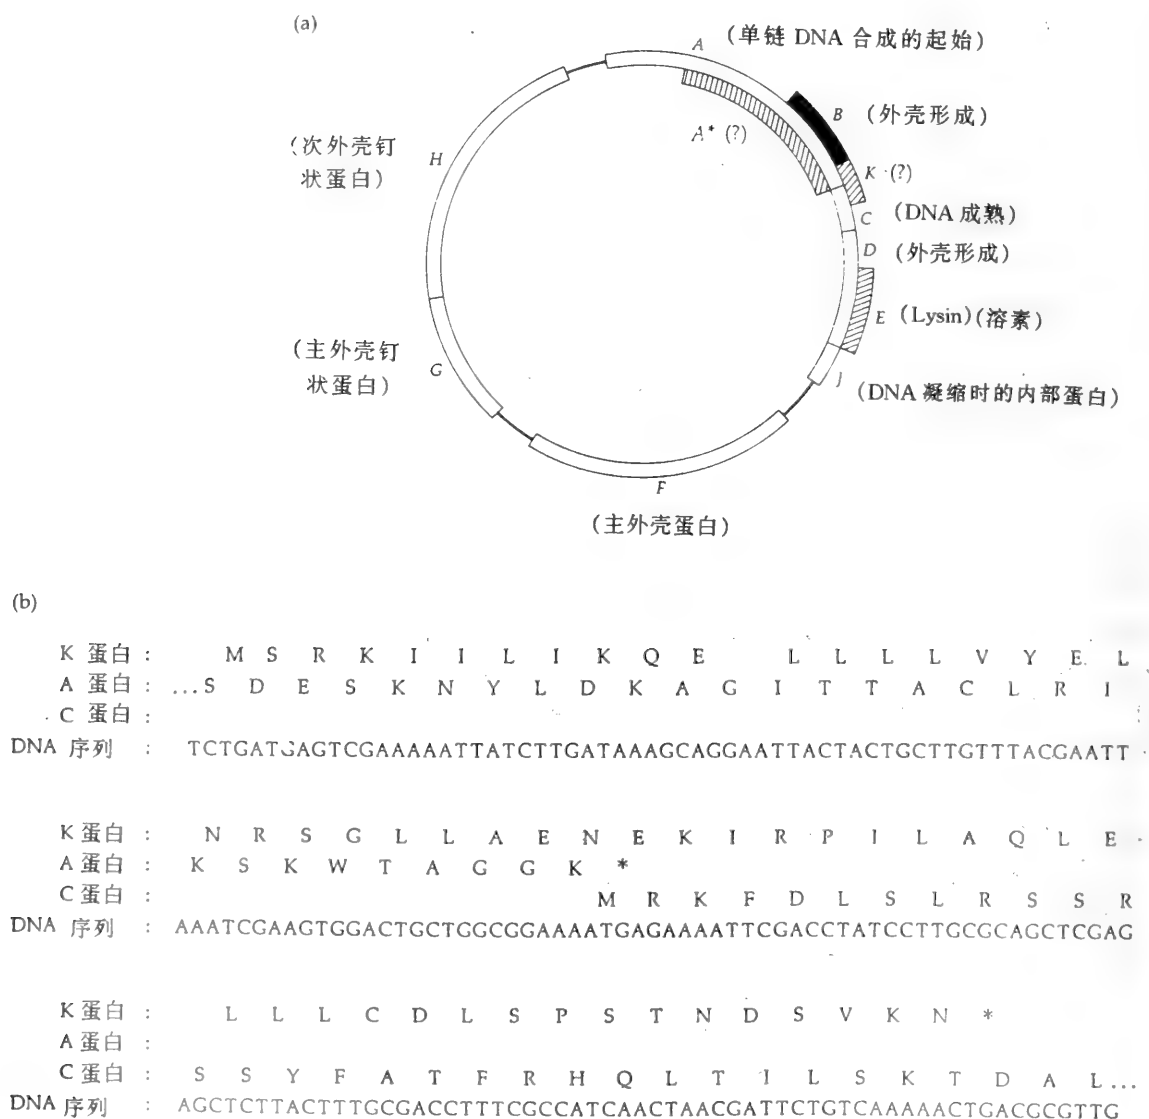 (a)
A (单链 DNA 合成的起始)
B (外壳形成)
A* (?)
K (?)
(次外壳钉
状蛋白)
H
C (DNA 成熟)
D (外壳形成)
E (Lysin)(溶素)
(主外壳钉
状蛋白)
G
J (DNA 凝缩时的内部蛋白)
F
(主外壳蛋白)
(b)
K 蛋白 : M S R K I I L I K Q E L L L L V Y E L
A 蛋白 : ...S D E S K N Y L D K A G I T T A C L R I
C 蛋白 :
DNA 序列 : TCTGATGAGTCGAAAAATTATCTTGATAAAGCAGGAATTACTACTGCTTGTTTACGAATT
K 蛋白 : N R S G L L A E N E K I R P I L A Q L E
A 蛋白 : K S K W T A G G K *
C 蛋白 : M R K F D L S L R S S R
DNA 序列 : AAATCGAAGTGGACTGCTGGCGGAAAATGAGAAAATTCGACCTATCCTTGCGCAGCTCGAG
K 蛋白 : L L L C D L S P S T N D S V K N *
A 蛋白 :
C 蛋白 : S S Y F A T F R H Q L T I L S K T D A L...
DNA 序列 : AGCTCTTACTTTGCGACCTTTCGCCATCAACTAACGATTCTGTCAAAAACTGACGCGTTG